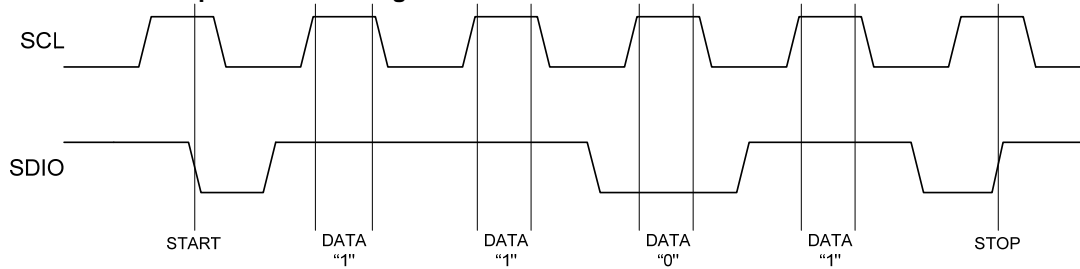 SCL
SDIO
START
DATA
“1”
DATA
“1”
DATA
“0”
DATA
“1”
STOP